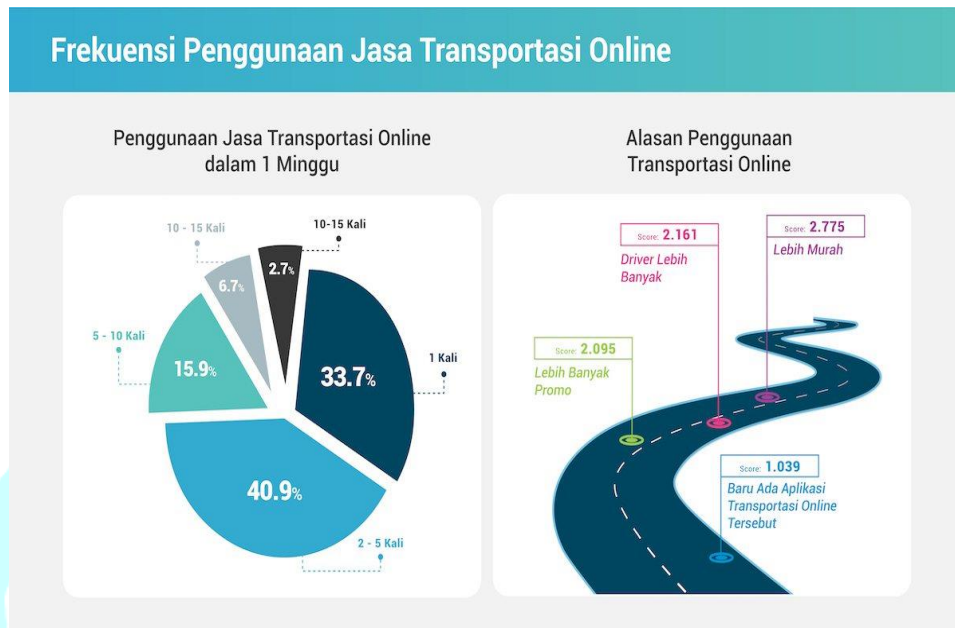 Frekuensi Penggunaan Jasa Transportasi Online
Penggunaan Jasa Transportasi Online
dalam 1 Minggu
10 - 15 Kali
10-15 Kali
6.7%
2.7%
5 - 10 Kali
15.9%
33.7%
1 Kali
40.9%
2 - 5 Kali
Alasan Penggunaan
Transportasi Online
Score: 2.775
Lebih Murah
Score: 2.161
Driver Lebih
Banyak
Score: 2.095
Lebih Banyak
Promo
Score: 1.039
Baru Ada Aplikasi
Transportasi Online
Tersebut